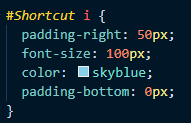 #Shortcut i {
  padding-right: 50px;
  font-size: 100px;
  color: skyblue;
  padding-bottom: 0px;
}